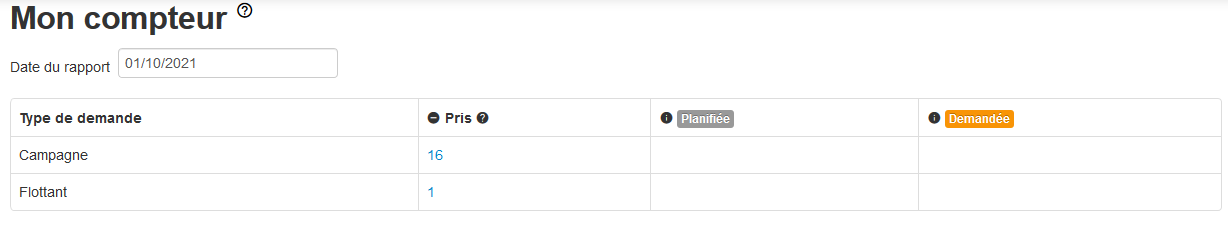 Mon compteur
Date du rapport 01/10/2021
Type de demande Pris Planifiée Demandée
Campagne 16
Flottant 1